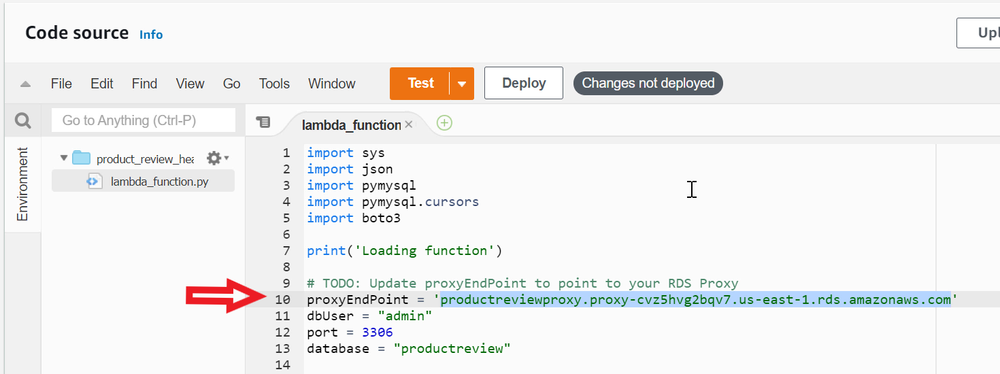 Code source Info
Upl
File Edit Find View Go Tools Window Test Deploy Changes not deployed
Go to Anything (Ctrl-P)
lambda_function
Environment
product_review_hea
lambda_function.py
1 import sys
2 import json
3 import pymysql
4 import pymysql.cursors
5 import boto3
6
7 print('Loading function')
8
9 # TODO: Update proxyEndPoint to point to your RDS Proxy
10 proxyEndPoint = 'productreviewproxy.proxy-cvz5hvg2bqv7.us-east-1.rds.amazonaws.com'
11 dbUser = "admin"
12 port = 3306
13 database = "productreview"
14